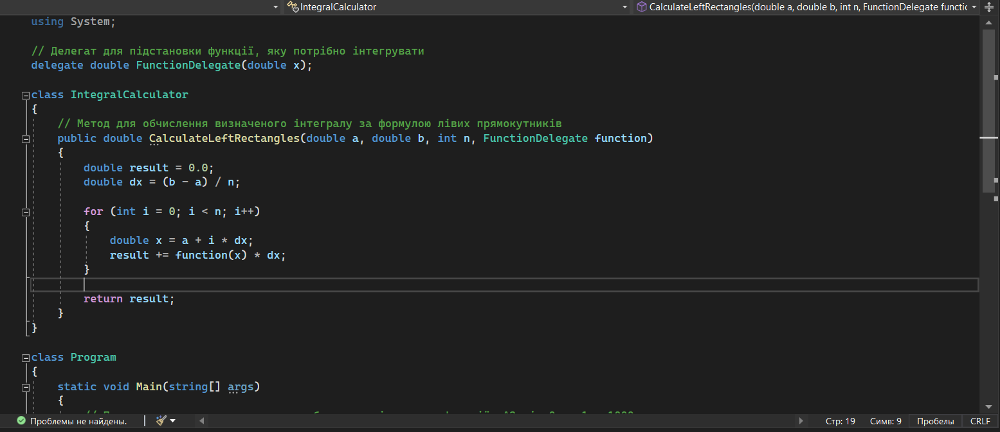 IntegralCalculator
CalculateLeftRectangles(double a, double b, int n, FunctionDelegate functic
using System;
// Делегат для підстановки функції, яку потрібно інтегрувати
delegate double FunctionDelegate(double x);
class IntegralCalculator
{
// Метод для обчислення визначеного інтегралу за формулою лівих прямокутників
public double CalculateLeftRectangles(double a, double b, int n, FunctionDelegate function)
{
double result = 0.0;
double dx = (b - a) / n;
for (int i = 0; i < n; i++)
{
double x = a + i * dx;
result += function(x) * dx;
}
return result;
}
}
class Program
{
static void Main(string[] args)
{
Проблемы не найдены.
Стр: 19
Симв: 9
Пробелы
CRLF